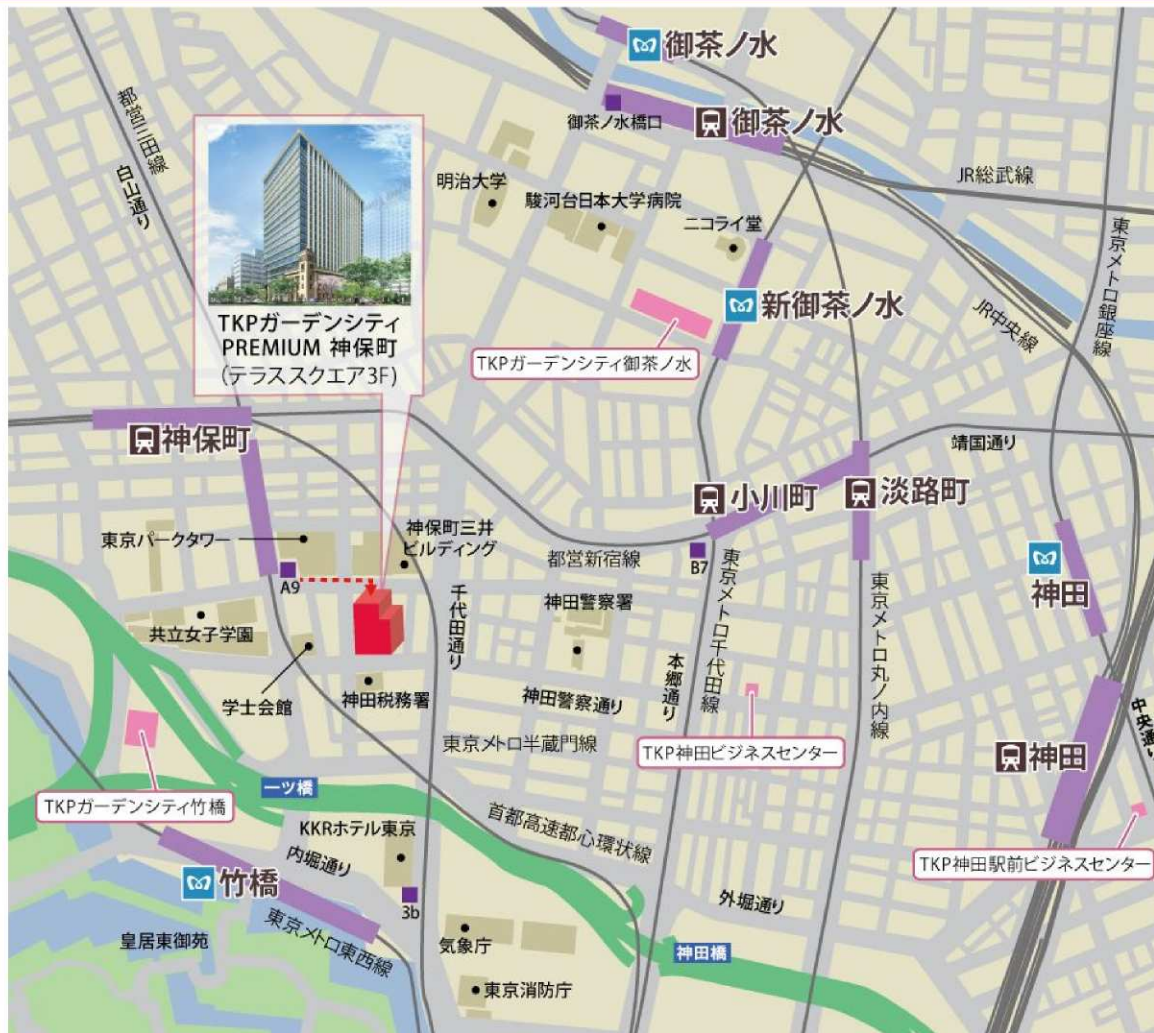 御茶ノ水
御茶ノ水橋口
御茶ノ水
都営三田線
白山通り
明治大学
駿河台日本大学病院
ニコライ堂
JR総武線
東京メトロ銀座線
TKPガーデンシティ
PREMIUM 神保町
(テラススクエア3F)
新御茶ノ水
JR中央線
TKPガーデンシティ御茶ノ水
神保町
靖国通り
小川町
淡路町
東京パークタワー
神保町三井
ビルディング
都営新宿線
B7
A9
千代田通り
神田警察署
東京メトロ千代田線
東京メトロ丸ノ内線
神田
共立女子学園
学士会館
神田税務署
神田警察通り
本郷通り
中央通り
東京メトロ半蔵門線
TKP神田ビジネスセンター
神田
TKPガーデンシティ竹橋
一ツ橋
KKRホテル東京
内堀通り
首都高速都心環状線
TKP神田駅前ビジネスセンター
竹橋
3b
外堀通り
東京メトロ東西線
皇居東御苑
気象庁
神田橋
東京消防庁